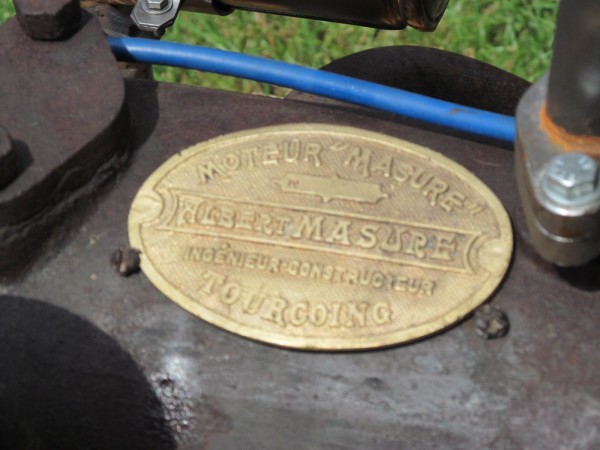 MOTEUR "MASURE"
N°
ALBERT MASURE
INGÉNIEUR-CONSTRUCTEUR
TOURCOING